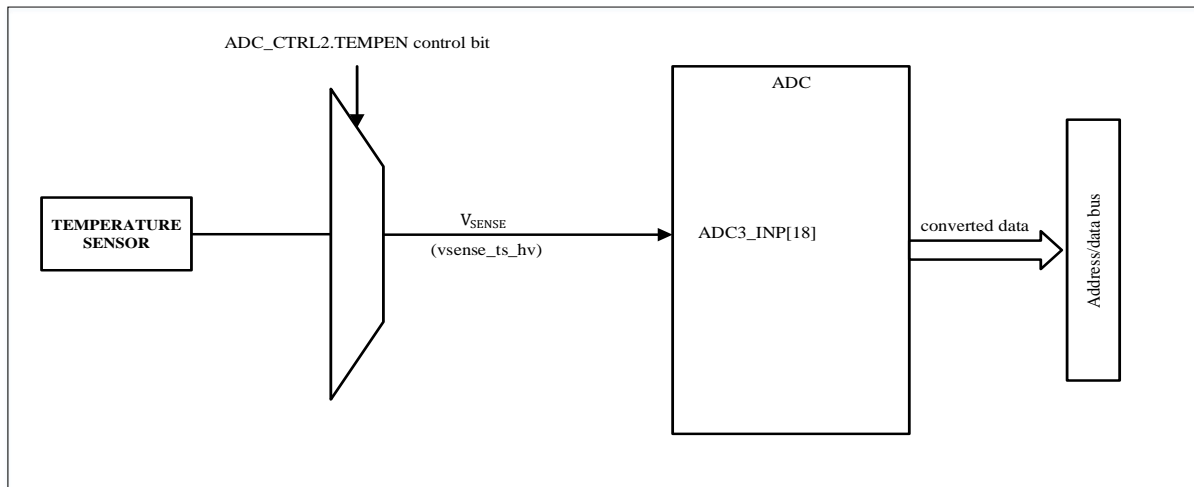 ADC_CTRL2.TEMPEN control bit
ADC
TEMPERATURE
SENSOR
VSENSE
(vsense_ts_hv)
ADC3_INP[18]
converted data
Address/data bus